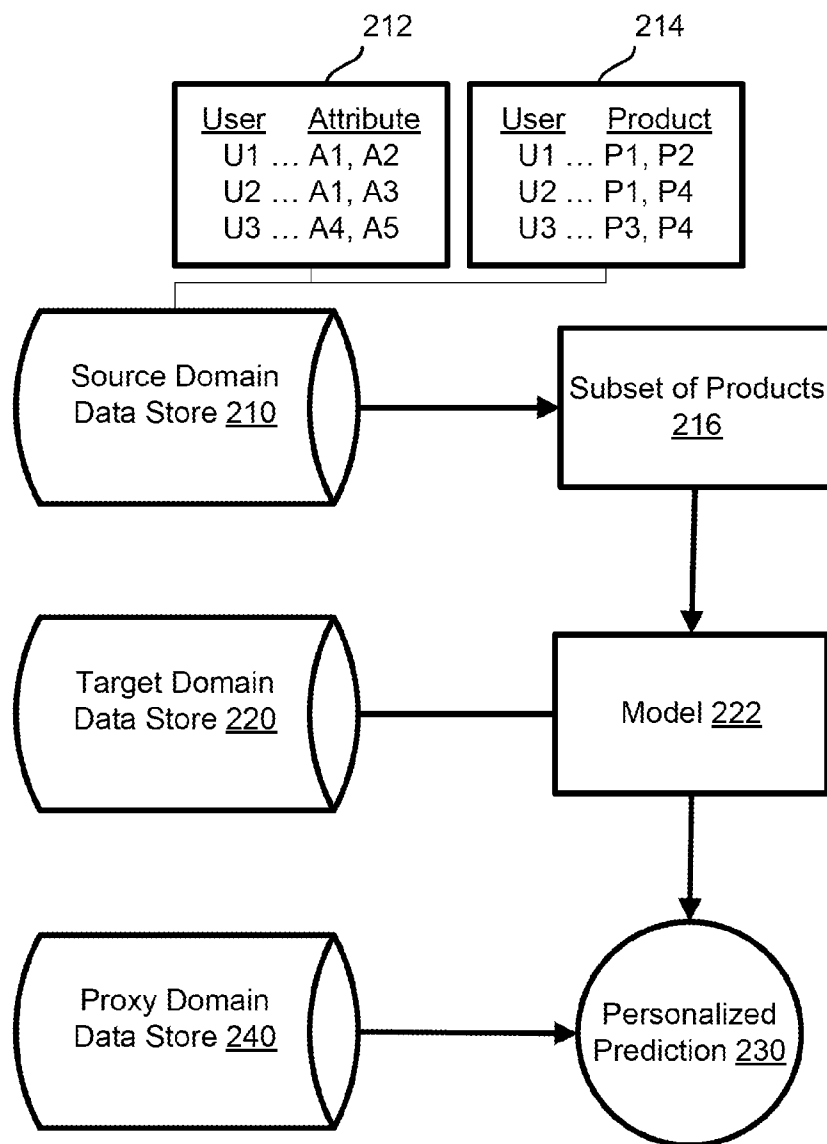 212
214
User Attribute
U1 ... A1, A2
U2 ... A1, A3
U3 ... A4, A5
User Product
U1 ... P1, P2
U2 ... P1, P4
U3 ... P3, P4
Source Domain
Data Store 210
Subset of Products
216
Target Domain
Data Store 220
Model 222
Proxy Domain
Data Store 240
Personalized
Prediction 230